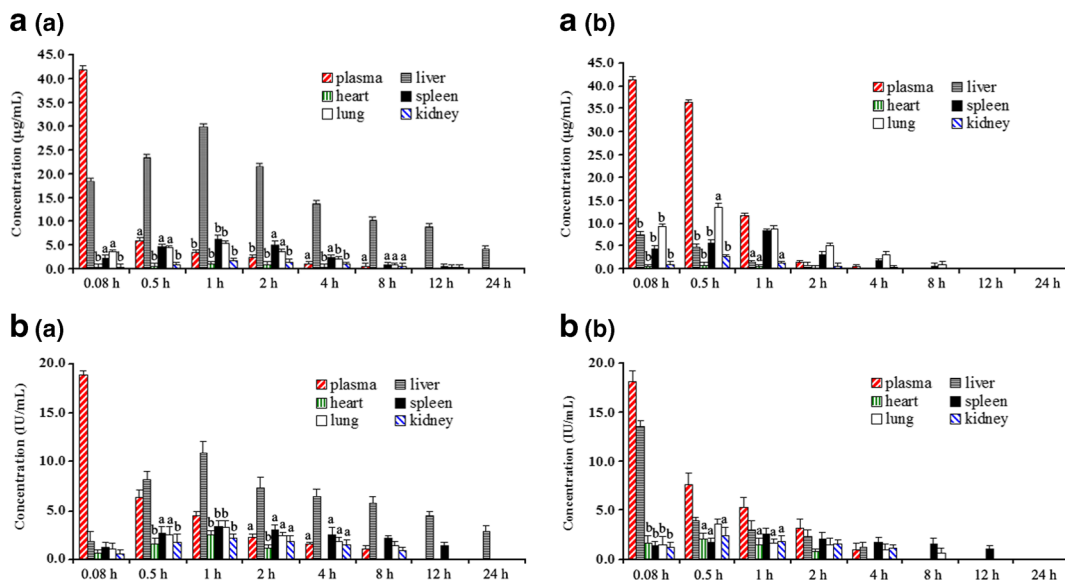 a (a)
Concentration (µg/mL)
45.0
40.0
35.0
30.0
25.0
20.0
15.0
10.0
5.0
0.0
plasma liver
heart spleen
lung kidney
b a a b
b a a b
b b b b b
b b a a b
a b a b b
b a a a
0.08 h 0.5 h 1 h 2 h 4 h 8 h 12 h 24 h
a (b)
Concentration (µg/mL)
45.0
40.0
35.0
30.0
25.0
20.0
15.0
10.0
5.0
0.0
plasma liver
heart spleen
lung kidney
b b b b b
b b b a b
a b b
0.08 h 0.5 h 1 h 2 h 4 h 8 h 12 h 24 h
b (a)
Concentration (IU/mL)
20.0
15.0
10.0
5.0
0.0
plasma liver
heart spleen
lung kidney
b a a b
b a b b b
a b a a a
a a a a
0.08 h 0.5 h 1 h 2 h 4 h 8 h 12 h 24 h
b (b)
Concentration (IU/mL)
20.0
15.0
10.0
5.0
0.0
plasma liver
heart spleen
lung kidney
b b b b
a a a
a a a
0.08 h 0.5 h 1 h 2 h 4 h 8 h 12 h 24 h